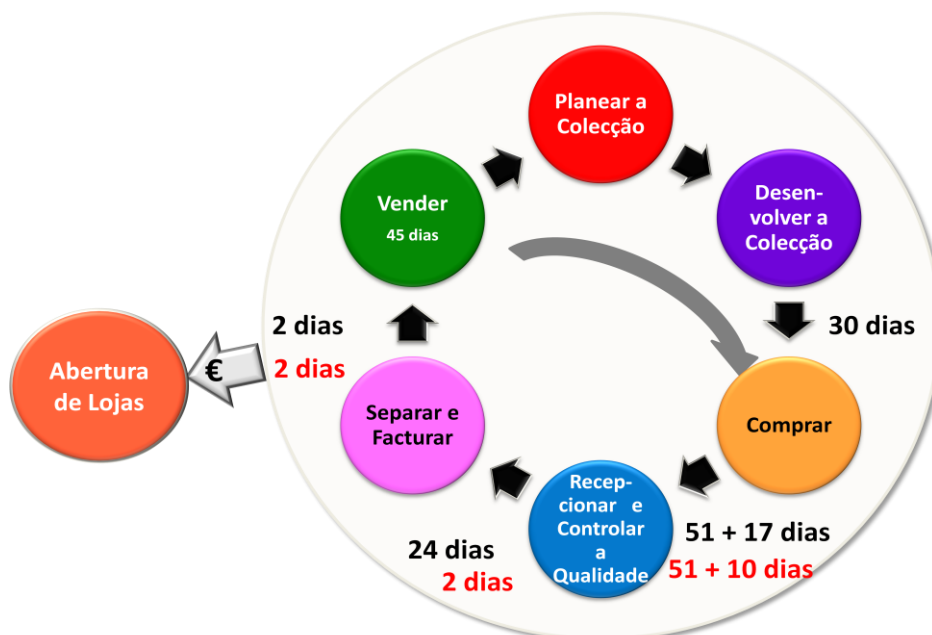 Planear a
Colecção
Desen-
volver a
Colecção
30 dias
Comprar
51 + 17 dias
51 + 10 dias
Recep-
cionar e
Controlar
a
Qualidade
24 dias
2 dias
Separar e
Facturar
2 dias
2 dias
Vender
45 dias
€
Abertura
de Lojas